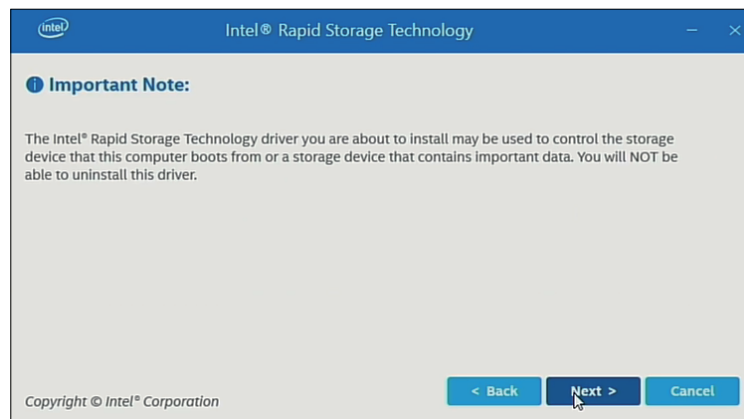 intel
Intel® Rapid Storage Technology
Important Note:
The Intel® Rapid Storage Technology driver you are about to install may be used to control the storage
device that this computer boots from or a storage device that contains important data. You will NOT be
able to uninstall this driver.
< Back Next > Cancel
Copyright © Intel® Corporation